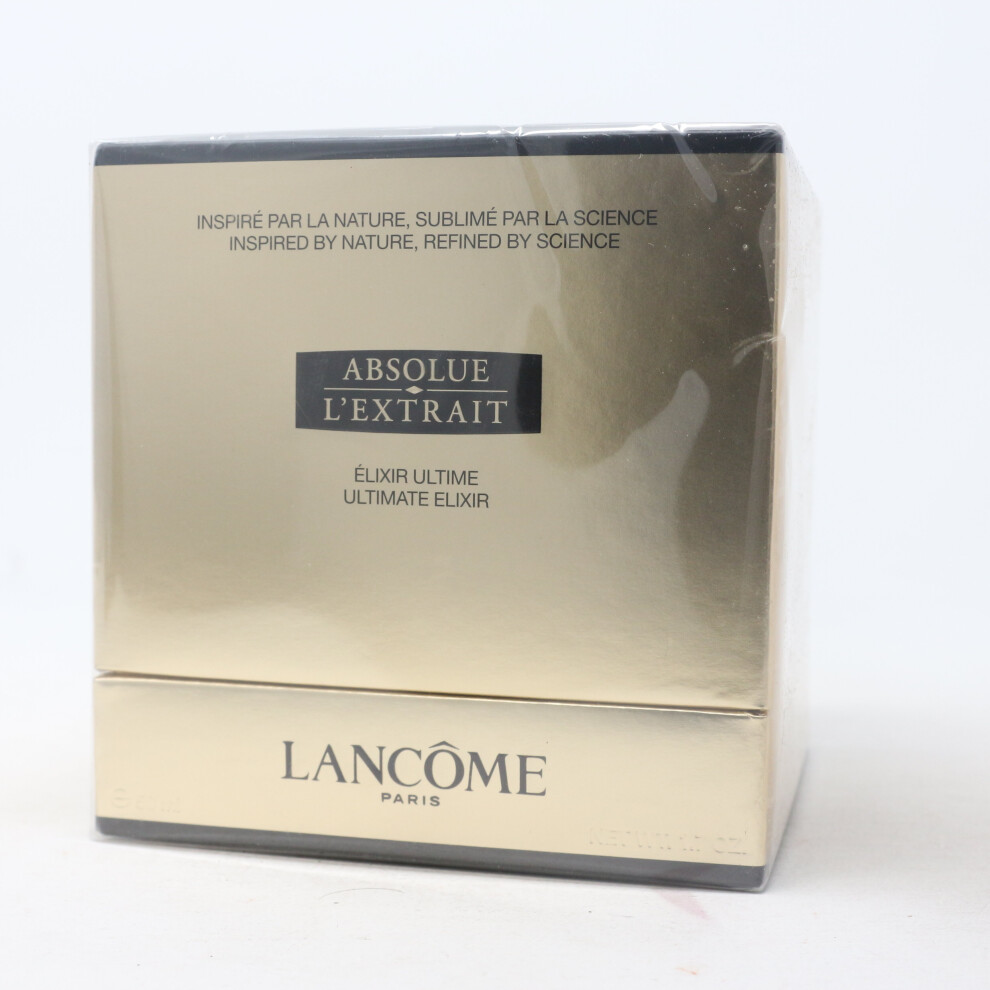 INSPIRÉ PAR LA NATURE, SUBLIMÉ PAR LA SCIENCE
INSPIRED BY NATURE, REFINED BY SCIENCE
ABSOLUE
L'EXTRAIT
ÉLIXIR ULTIME
ULTIMATE ELIXIR
LANCÔME
PARIS